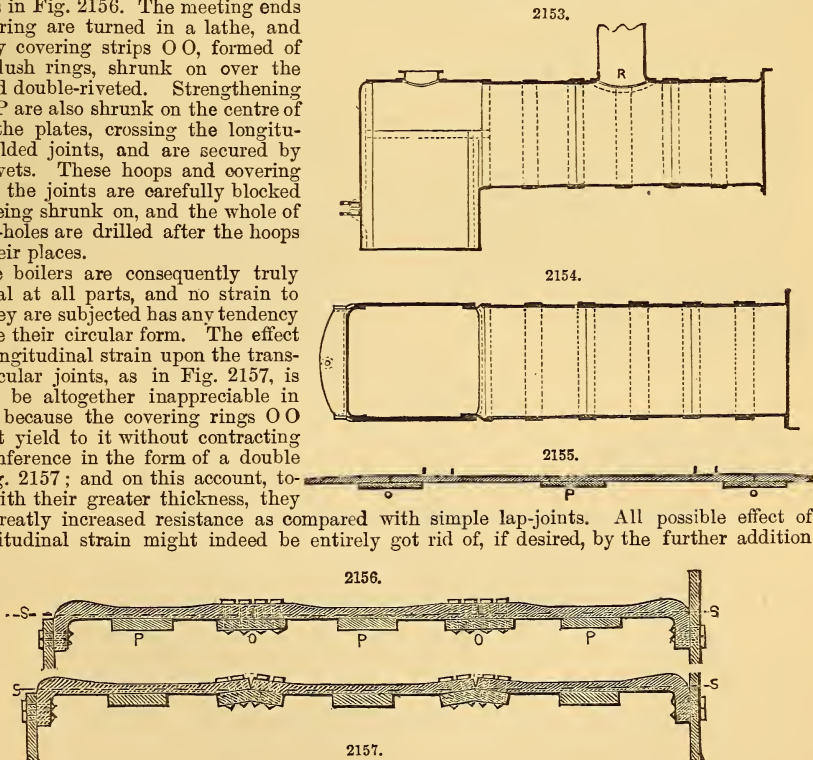 s in Fig. 2156. The meeting ends
ring are turned in a lathe, and
y covering strips O O, formed of
lush rings, shrunk on over the
d double-riveted. Strengthening
P are also shrunk on the centre of
the plates, crossing the longitu-
lded joints, and are secured by
vets. These hoops and covering
the joints are carefully blocked
eing shrunk on, and the whole of
-holes are drilled after the hoops
eir places.
e boilers are consequently truly
al at all parts, and no strain to
ey are subjected has any tendency
e their circular form. The effect
ngitudinal strain upon the trans-
cular joints, as in Fig. 2157, is
be altogether inappreciable in
because the covering rings O O
t yield to it without contracting
nference in the form of a double
g. 2157; and on this account, to-
ith their greater thickness, they
reatly increased resistance as compared with simple lap-joints. All possible effect of
itudinal strain might indeed be entirely got rid of, if desired, by the further addition
2153.
R
2154.
2155.
O P O
2156.
S S
P O P O P
S S
2157.